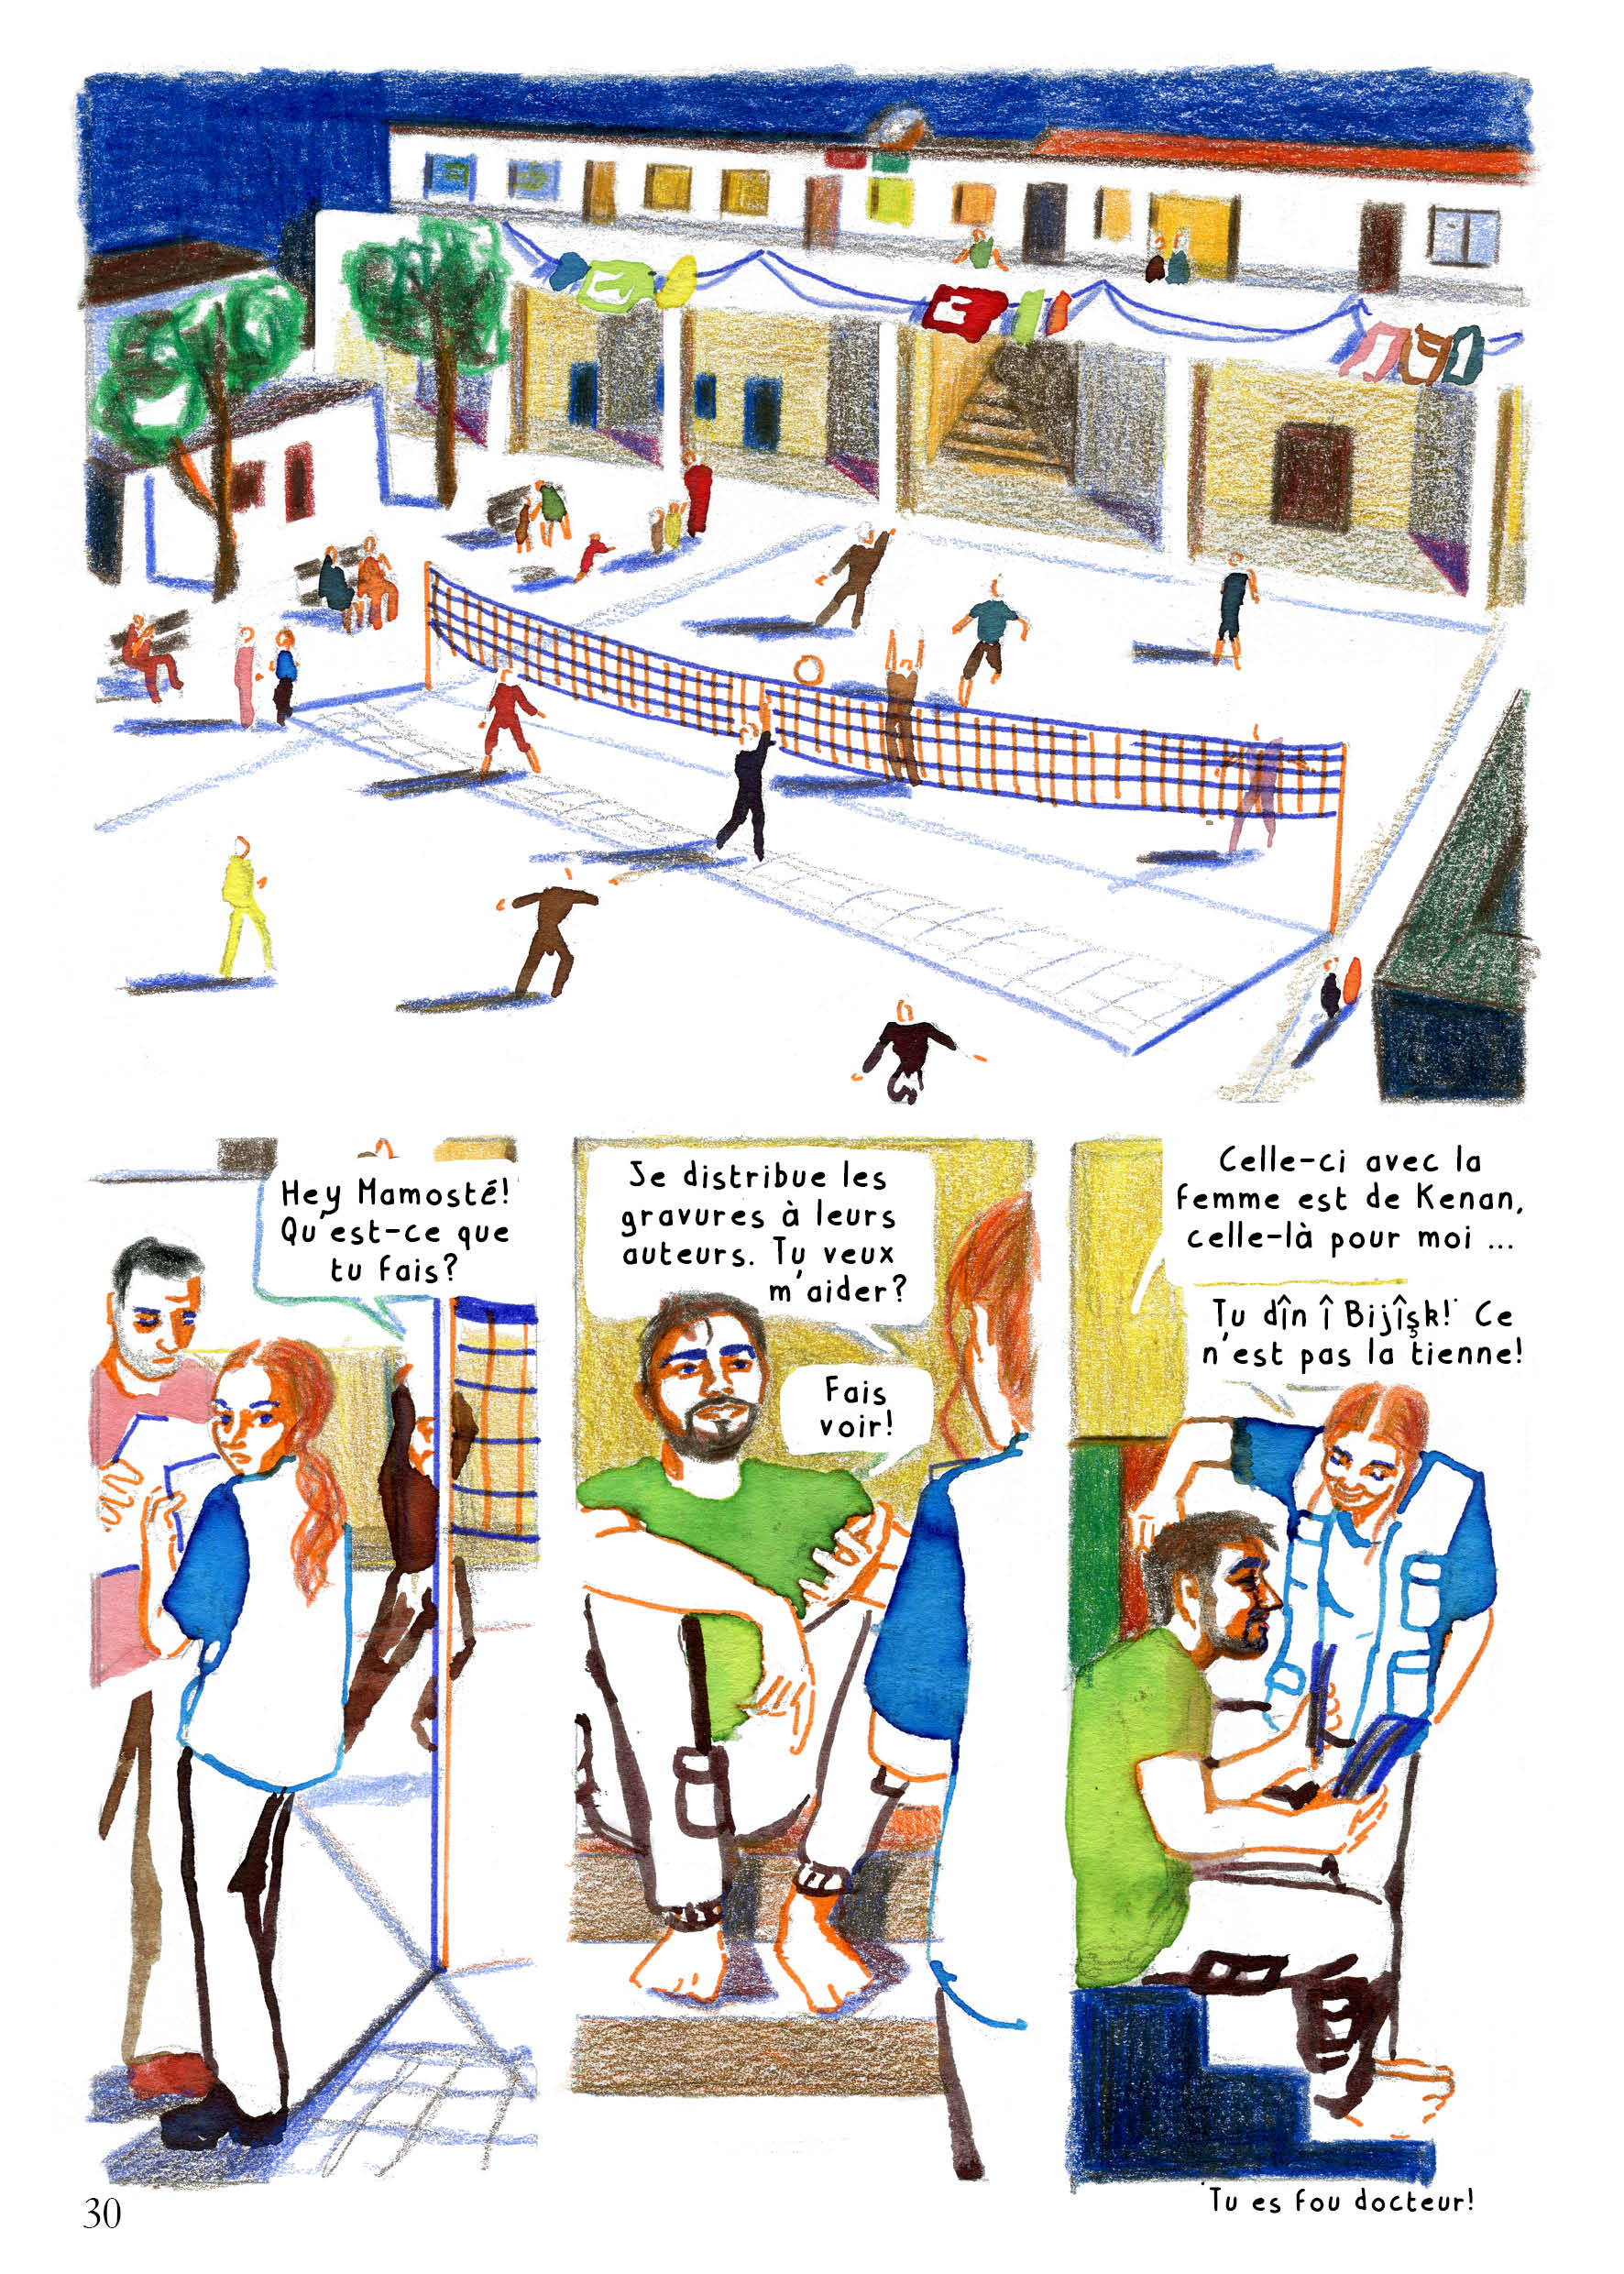 Hey Mamosté!
Qu'est-ce que
tu fais?
Je distribue les
gravures à leurs
auteurs. Tu veux
m'aider?
Fais
voir!
Celle-ci avec la
femme est de Kenan,
celle-là pour moi ...
Tu dîn î Bijîşk!* Ce
n'est pas la tienne!
*Tu es fou docteur!
30